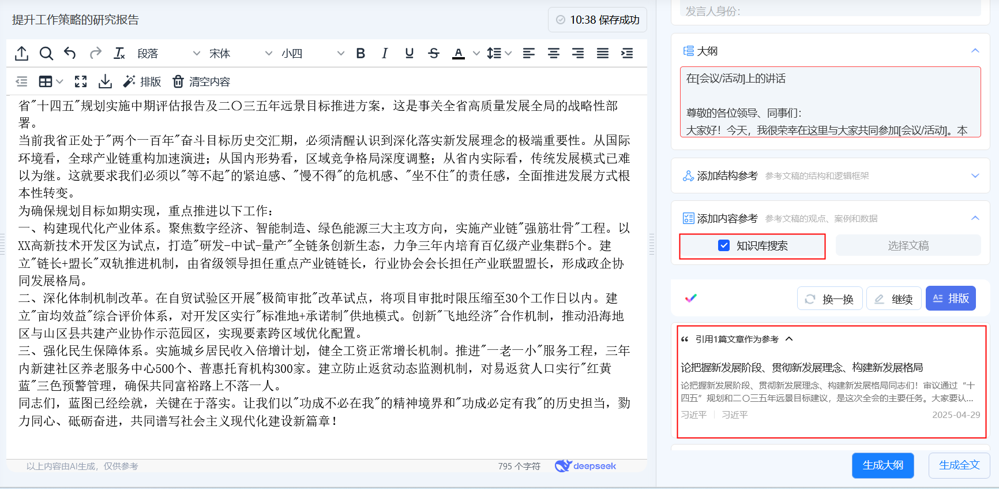 提升工作策略的研究报告
10:38 保存成功
段落
宋体
小四
B I U S A
排版
清空内容
省"十四五"规划实施中期评估报告及二〇三五年远景目标推进方案，这是事关全省高质量发展全局的战略性部
署。
当前我省正处于"两个一百年"奋斗目标历史交汇期，必须清醒认识到深化落实新发展理念的极端重要性。从国际
环境看，全球产业链重构加速演进；从国内形势看，区域竞争格局深度调整；从省内实际看，传统发展模式已难
以为继。这就要求我们必须以"等不起"的紧迫感、"慢不得"的危机感、"坐不住"的责任感，全面推进发展方式根
本性转变。
为确保规划目标如期实现，重点推进以下工作：
一、构建现代化产业体系。聚焦数字经济、智能制造、绿色能源三大主攻方向，实施产业链"强筋壮骨"工程。以
XX高新技术开发区为试点，打造"研发-中试-量产"全链条创新生态，力争三年内培育百亿级产业集群5个。建
立"链长+盟长"双轨推进机制，由省级领导担任重点产业链链长，行业协会会长担任产业联盟盟长，形成政企协
同发展格局。
二、深化体制机制改革。在自贸试验区开展"极简审批"改革试点，将项目审批时限压缩至30个工作日以内。建
立"亩均效益"综合评价体系，对开发区实行"标准地+承诺制"供地模式。创新"飞地经济"合作机制，推动沿海地
区与山区县共建产业协作示范园区，实现要素跨区域优化配置。
三、强化民生保障体系。实施城乡居民收入倍增计划，健全工资正常增长机制。推进"一老一小"服务工程，三年
内新建社区养老服务中心500个、普惠托育机构300家。建立防止返贫动态监测机制，对易返贫人口实行"红黄
蓝"三色预警管理，确保共同富裕路上不落一人。
同志们，蓝图已经绘就，关键在于落实。让我们以"功成不必在我"的精神境界和"功成必定有我"的历史担当，勠
力同心、砥砺奋进，共同谱写社会主义现代化建设新篇章！
以上内容由AI生成，仅供参考
795 个字符
deepseek
发言人身份：
大纲
在[会议/活动]上的讲话
尊敬的各位领导、同事们：
大家好！今天，我很荣幸在这里与大家共同参加[会议/活动]。本
添加结构参考 参考文稿的结构和逻辑框架
添加内容参考 参考文稿的观点、案例和数据
知识库搜索
选择文稿
换一换
继续
排版
引用1篇文章作为参考
论把握新发展阶段、贯彻新发展理念、构建新发展格局
论把握新发展阶段、贯彻新发展理念、构建新发展格局同志们！审议通过“十
四五”规划和二〇三五年远景目标建议，是这次全会的主要任务。大家要认...
习近平 | 习近平 2025-04-29
生成大纲
生成全文